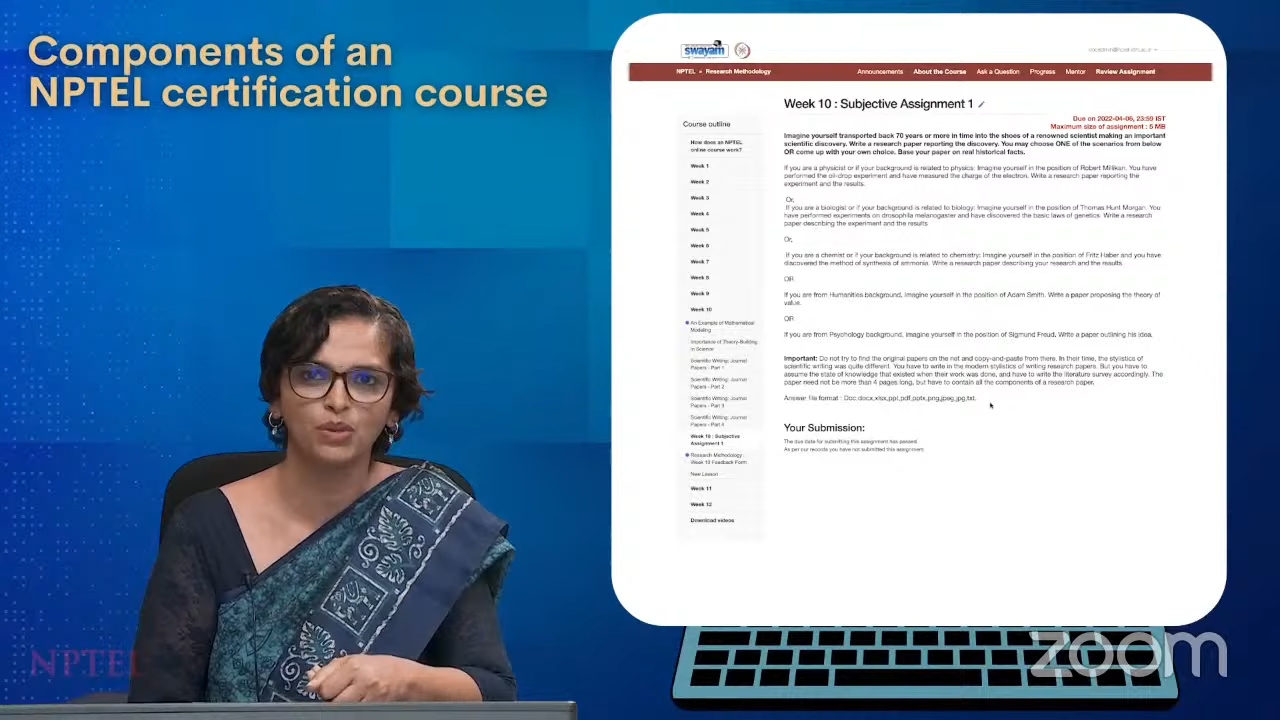 Components of an
NPTEL certification course
swayam
NPTEL » Research Methodology
Announcements About the Course Ask a Question Progress Mentor Review Assignment
Course outline
How does an NPTEL
online course work?
Week 1
Week 2
Week 3
Week 4
Week 5
Week 6
Week 7
Week 8
Week 9
Week 10
An Example of Mathematical
Modeling
Importance of Theory-Building
in Science
Scientific Writing: Journal
Papers - Part 1
Scientific Writing: Journal
Papers - Part 2
Scientific Writing: Journal
Papers - Part 3
Scientific Writing: Journal
Papers - Part 4
Week 10 : Subjective
Assignment 1
Research Methodology :
Week 10 Feedback Form
New Lesson
Week 11
Week 12
Download videos
Week 10 : Subjective Assignment 1
Due on 2022-04-06, 23:59 IST
Maximum size of assignment : 5 MB
Imagine yourself transported back 70 years or more in time into the shoes of a renowned scientist making an important
scientific discovery. Write a research paper reporting the discovery. You may choose ONE of the scenarios from below
OR come up with your own choice. Base your paper on real historical facts.
If you are a physicist or if your background is related to physics: Imagine yourself in the position of Robert Millikan. You have
performed the oil-drop experiment and have measured the charge of the electron. Write a research paper reporting the
experiment and the results.
Or,
If you are a biologist or if your background is related to biology: Imagine yourself in the position of Thomas Hunt Morgan. You
have performed experiments on drosophila melanogaster and have discovered the basic laws of genetics. Write a research
paper describing the experiment and the results
Or,
If you are a chemist or if your background is related to chemistry: Imagine yourself in the position of Fritz Haber and you have
discovered the method of synthesis of ammonia. Write a research paper describing your research and the results.
OR
If you are from Humanities background, imagine yourself in the position of Adam Smith. Write a paper proposing the theory of
value.
OR
If you are from Psychology background, imagine yourself in the position of Sigmund Freud. Write a paper outlining his idea.
Important: Do not try to find the original papers on the net and copy-and-paste from there. In their time, the stylistics of
scientific writing was quite different. You have to write in the modern stylistics of writing research papers. But you have to
assume the state of knowledge that existed when their work was done, and have to write the literature survey accordingly. The
paper need not be more than 4 pages long, but have to contain all the components of a research paper.
Answer file format : Doc,docx,xlsx,ppt,pdf,pptx,png,jpeg,jpg,txt.
Your Submission:
The due date for submitting this assignment has passed.
As per our records you have not submitted this assignment.
NPTEL
zoom